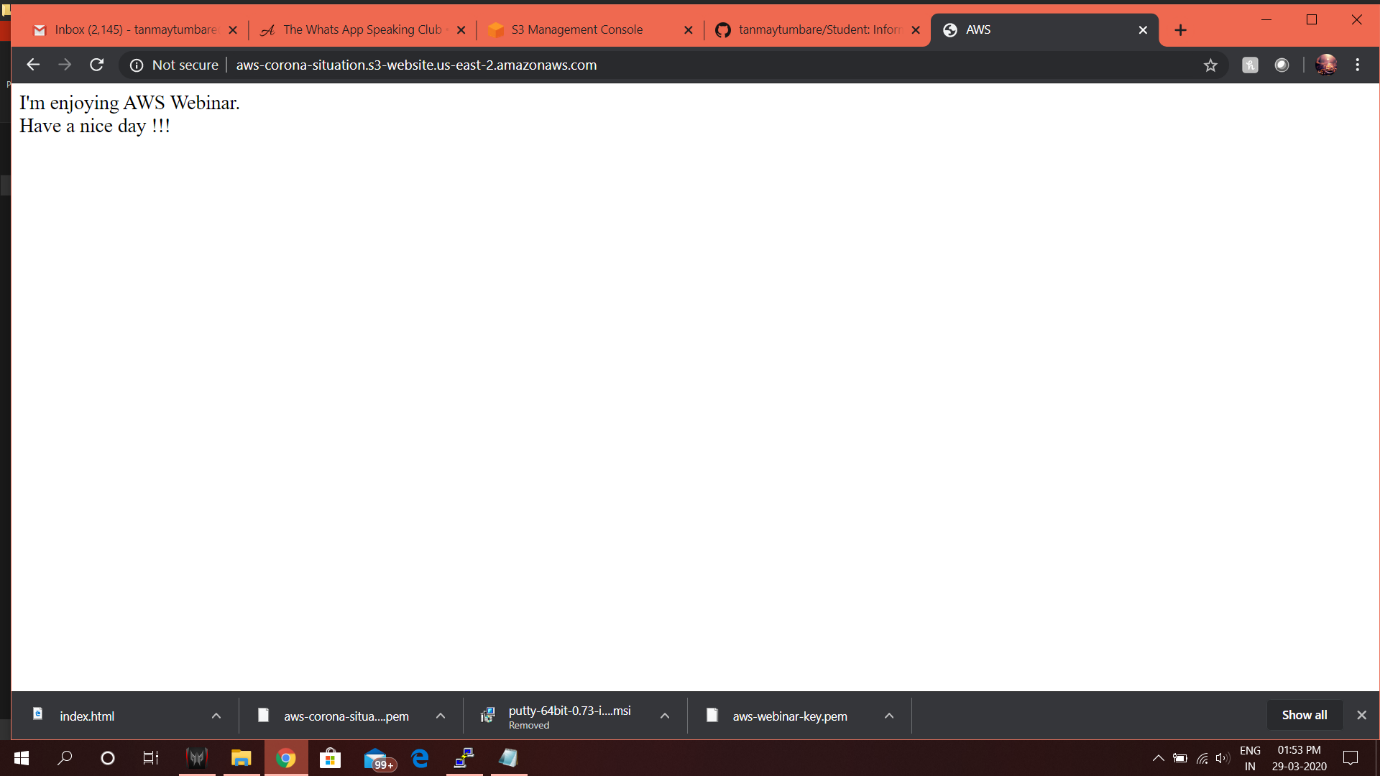 Inbox (2,145) - tanmaytumbare
The Whats App Speaking Club
S3 Management Console
tanmaytumbare/Student: Inform
AWS
Not secure
aws-corona-situation.s3-website.us-east-2.amazonaws.com
I'm enjoying AWS Webinar.
Have a nice day !!!
index.html
aws-corona-situa....pem
putty-64bit-0.73-i....msi
Removed
aws-webinar-key.pem
Show all
99+
ENG
IN
01:53 PM
29-03-2020